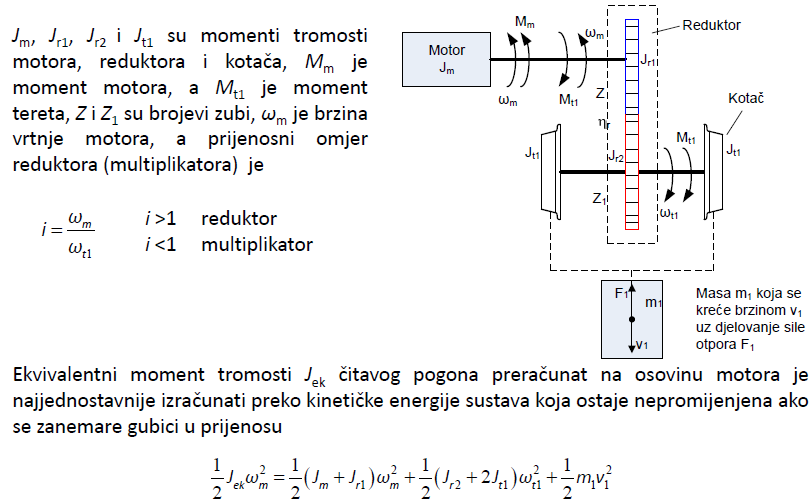 Jm, Jr1, Jr2 i Jt1 su momenti tromosti
motora, reduktora i kotača, Mm je
moment motora, a Mt1 je moment
tereta, Z i Z1 su brojevi zubi, ωm je brzina
vrtnje motora, a prijenosni omjer
reduktora (multiplikatora) je
i = ωm / ωt1
i >1 reduktor
i <1 multiplikator
Motor
Jm
Mm
ωm
ωm
Mt1
Reduktor
Jr1
Z
ηr
Kotač
Jt1
Jr2
Mt1
Jt1
Z1
ωt1
F1
m1
v1
Masa m1 koja se
kreće brzinom v1
uz djelovanje sile
otpora F1
Ekvivalentni moment tromosti Jek čitavog pogona preračunat na osovinu motora je
najjednostavnije izračunati preko kinetičke energije sustava koja ostaje nepromijenjena ako
se zanemare gubici u prijenosu
1/2 Jek ωm² = 1/2 (Jm + Jr1) ωm² + 1/2 (Jr2 + 2Jt1) ωt1² + 1/2 m1v1²